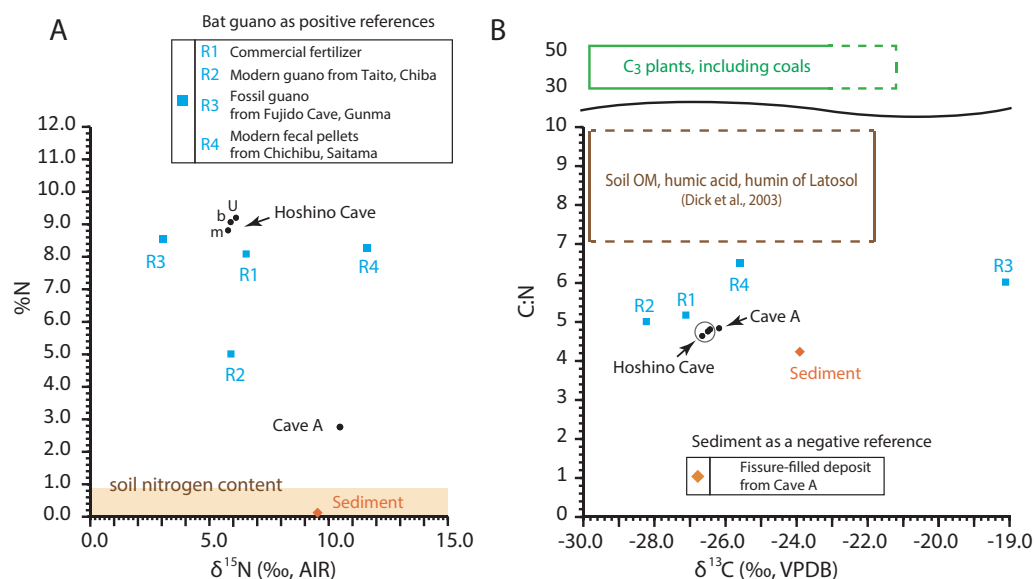 A
Bat guano as positive references
R1 Commercial fertilizer
R2 Modern guano from Taito, Chiba
R3 Fossil guano
from Fujido Cave, Gunma
R4 Modern fecal pellets
from Chichibu, Saitama
12.0
11.0
10.0
9.0
8.0
7.0
6.0
5.0
4.0
3.0
2.0
1.0
0.0
%N
U
b
m
Hoshino Cave
R3
R1
R4
R2
Cave A
soil nitrogen content
Sediment
0.0
5.0
10.0
15.0
δ15N (‰, AIR)
B
50
30
C3 plants, including coals
10
9
8
7
6
5
4
3
2
1
0
C:N
Soil OM, humic acid, humin of Latosol
(Dick et al., 2003)
R3
R4
R2
R1
Cave A
Hoshino Cave
Sediment
Sediment as a negative reference
Fissure-filled deposit
from Cave A
-30.0
-28.0
-26.0
-24.0
-22.0
-20.0
-19.0
δ13C (‰, VPDB)